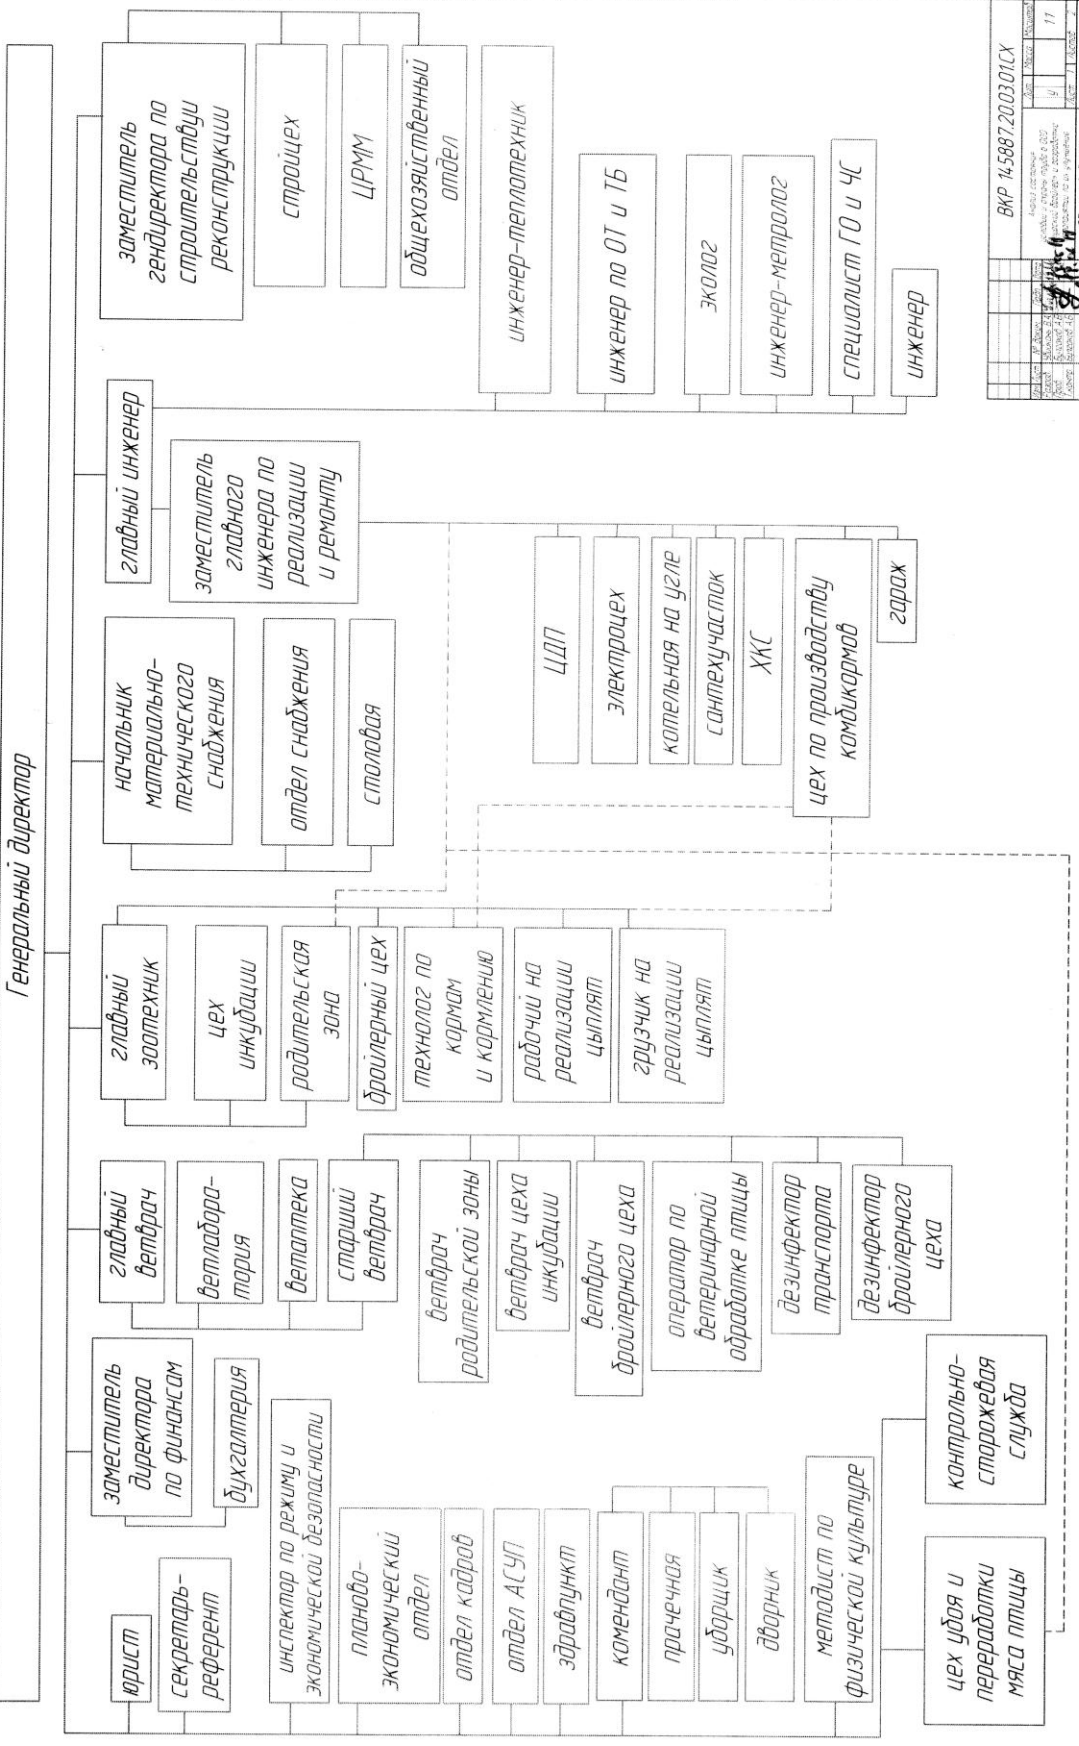 Генеральный директор
юрист
секретарь-
референт
инспектор по режиму и
экономической безопасности
планово-
экономический
отдел
отдел кадров
отдел АСУП
здравпункт
комендант
прачечная
уборщик
дворник
методист по
физической культуре
цех убоя и
переработки
мяса птицы
контрольно-
сторожевая
служба
заместитель
директора
по финансам
бухгалтерия
главный
ветврач
ветлабора-
тория
ветаптека
старший
ветврач
ветврач
родительской зоны
ветврач цеха
инкубации
ветврач
бройлерного цеха
оператор по
ветеринарной
обработке птицы
дезинфектор
транспорта
дезинфектор
бройлерного
цеха
главный
зоотехник
цех
инкубации
родительская
зона
бройлерный цех
технолог по
кормам
и кормлению
рабочий на
реализации
цыплят
грузчик на
реализации
цыплят
начальник
материально-
технического
снабжения
отдел снабжения
столовая
главный инженер
заместитель
главного
инженера по
реализации
и ремонту
ЦДП
электроцех
котельная на угле
сантехучасток
ХКС
цех по производству
комбикормов
гараж
инженер-теплотехник
инженер по ОТ и ТБ
эколог
инженер-метролог
специалист ГО и ЧС
инженер
заместитель
гендиректора по
строительствуи
реконструкции
стройцех
ЦРММ
общехозяйственный
отдел
ВКР 145887.20.03.01.СХ